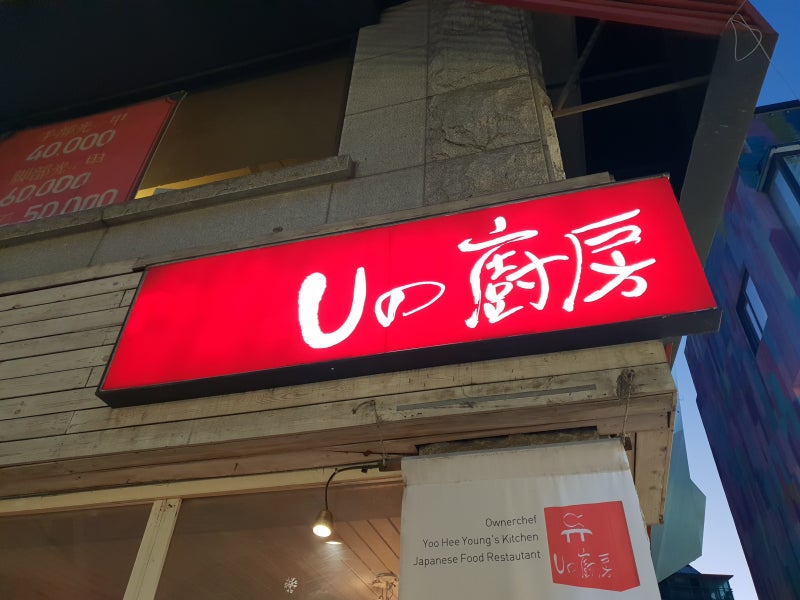 40,000
60,000
50,000
Uの廚房
Ownerchef
Yoo Hee Young's Kitchen
Japanese Food Restautant
Uの廚房